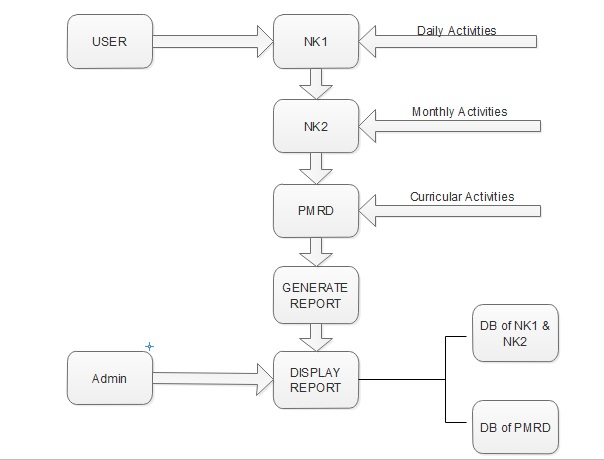 USER
NK1
Daily Activities
NK2
Monthly Activities
PMRD
Curricular Activities
GENERATE
REPORT
Admin
DISPLAY
REPORT
DB of NK1 &
NK2
DB of PMRD